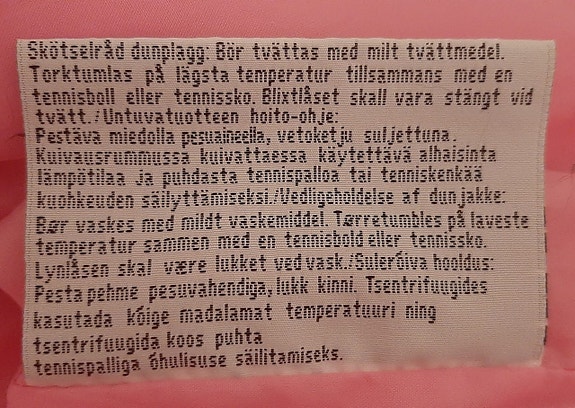 Skötselråd dunplagg: Bör tvättas med milt tvättmedel.
Torktumlas på lägsta temperatur tillsammans med en
tennisboll eller tennissko. Blixtlåset skall vara stängt vid
tvätt./Untuvatuotteen hoito-ohje:
Pestävä miedolla pesuaineella, vetoketju suljettuna.
Kuivausrummussa kuivattaessa käytettävä alhaisinta
lämpötilaa ja puhdasta tennispalloa tai tenniskenkää
kuohkeuden säilyttämiseksi./Vedligeholdelse af dunjakke:
Bør vaskes med mildt vaskemiddel. Tørretumbles på laveste
temperatur sammen med en tennisbold eller tennissko.
Lynlåsen skal være lukket ved vask./Sulerõiva hooldus:
Pesta pehme pesuvahendiga, lukk kinni. Tsentrifuugides
kasutada kõige madalamat temperatuuri ning
tsentrifuugida koos puhta
tennispalliga õhulisuse säilitamiseks.